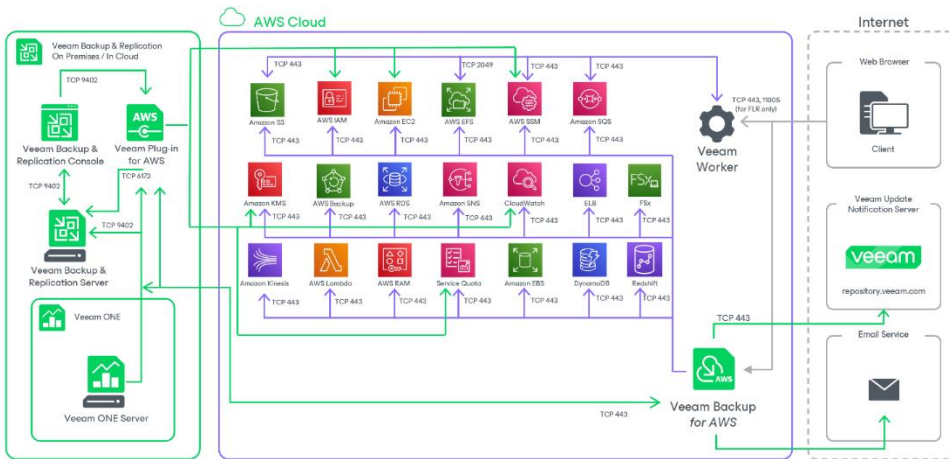 AWS Cloud
Internet
Veeam Backup & Replication
On Premises / In Cloud
TCP 9402
AWS
Veeam Backup &
Replication Console
Veeam Plug-in
for AWS
TCP 9402
TCP 6172
TCP 9402
Veeam Backup &
Replication Server
Veeam ONE
Veeam ONE Server
TCP 443
TCP 443
TCP 2049
TCP 443
TCP 443
Amazon S3
AWS IAM
Amazon EC2
AWS EFS
AWS SSM
Amazon SQS
TCP 443
TCP 443
TCP 443
TCP 443
TCP 443
TCP 443
Amazon KMS
AWS Backup
AWS RDS
Amazon SNS
CloudWatch
ELB
FSx
FSx
TCP 443
TCP 443
TCP 443
TCP 443
TCP 443
TCP 443
TCP 443
Amazon Kinesis
AWS Lambda
AWS RAM
Service Quota
Amazon EBS
DynamoDB
Redshift
TCP 443
TCP 443
TCP 443
TCP 443
TCP 443
TCP 443
TCP 443
TCP 443, 11005
(for FLR only)
Veeam
Worker
AWS
Veeam Backup
for AWS
TCP 443
TCP 443
Web Browser
Client
Veeam Update
Notification Server
veeam
repository.veeam.com
Email Service